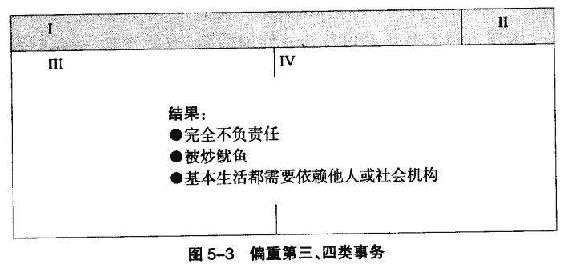 I
II
III
IV
结果：
●完全不负责任
●被炒鱿鱼
●基本生活都需要依赖他人或社会机构
图5-3 偏重第三、四类事务